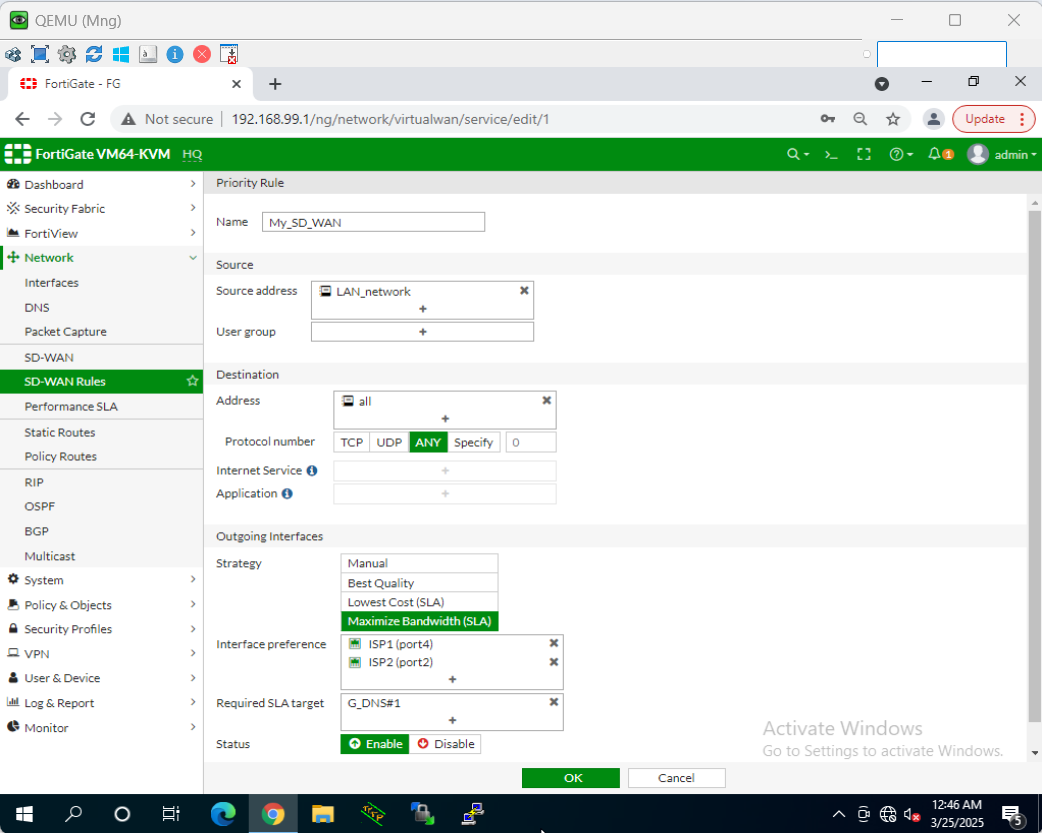 QEMU (Mng)
FortiGate - FG
Not secure 192.168.99.1/ng/network/virtualwan/service/edit/1
Update
FortiGate VM64-KVM HQ
1
admin
Dashboard
Security Fabric
FortiView
Network
Interfaces
DNS
Packet Capture
SD-WAN
SD-WAN Rules
Performance SLA
Static Routes
Policy Routes
RIP
OSPF
BGP
Multicast
System
Policy & Objects
Security Profiles
VPN
User & Device
Log & Report
Monitor
Priority Rule
Name My_SD_WAN
Source
Source address LAN_network
+
User group +
Destination
Address all
+
Protocol number TCP UDP ANY Specify 0
Internet Service +
Application +
Outgoing Interfaces
Strategy Manual
Best Quality
Lowest Cost (SLA)
Maximize Bandwidth (SLA)
Interface preference ISP1 (port4)
ISP2 (port2)
+
Required SLA target G_DNS#1
+
Status Enable Disable
OK Cancel
Activate Windows
Go to Settings to activate Windows.
12:46 AM
3/25/2025
5